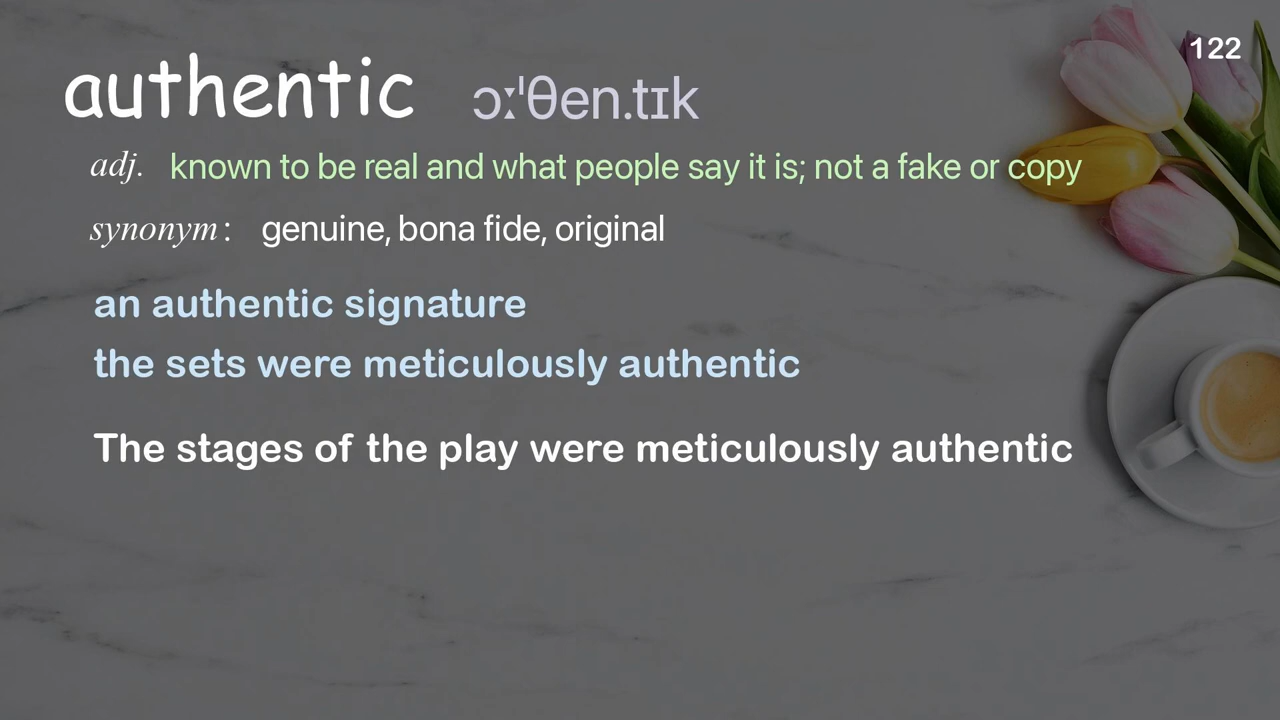 122
authentic ɔː'θen.tɪk
adj. known to be real and what people say it is; not a fake or copy
synonym: genuine, bona fide, original
an authentic signature
the sets were meticulously authentic
The stages of the play were meticulously authentic